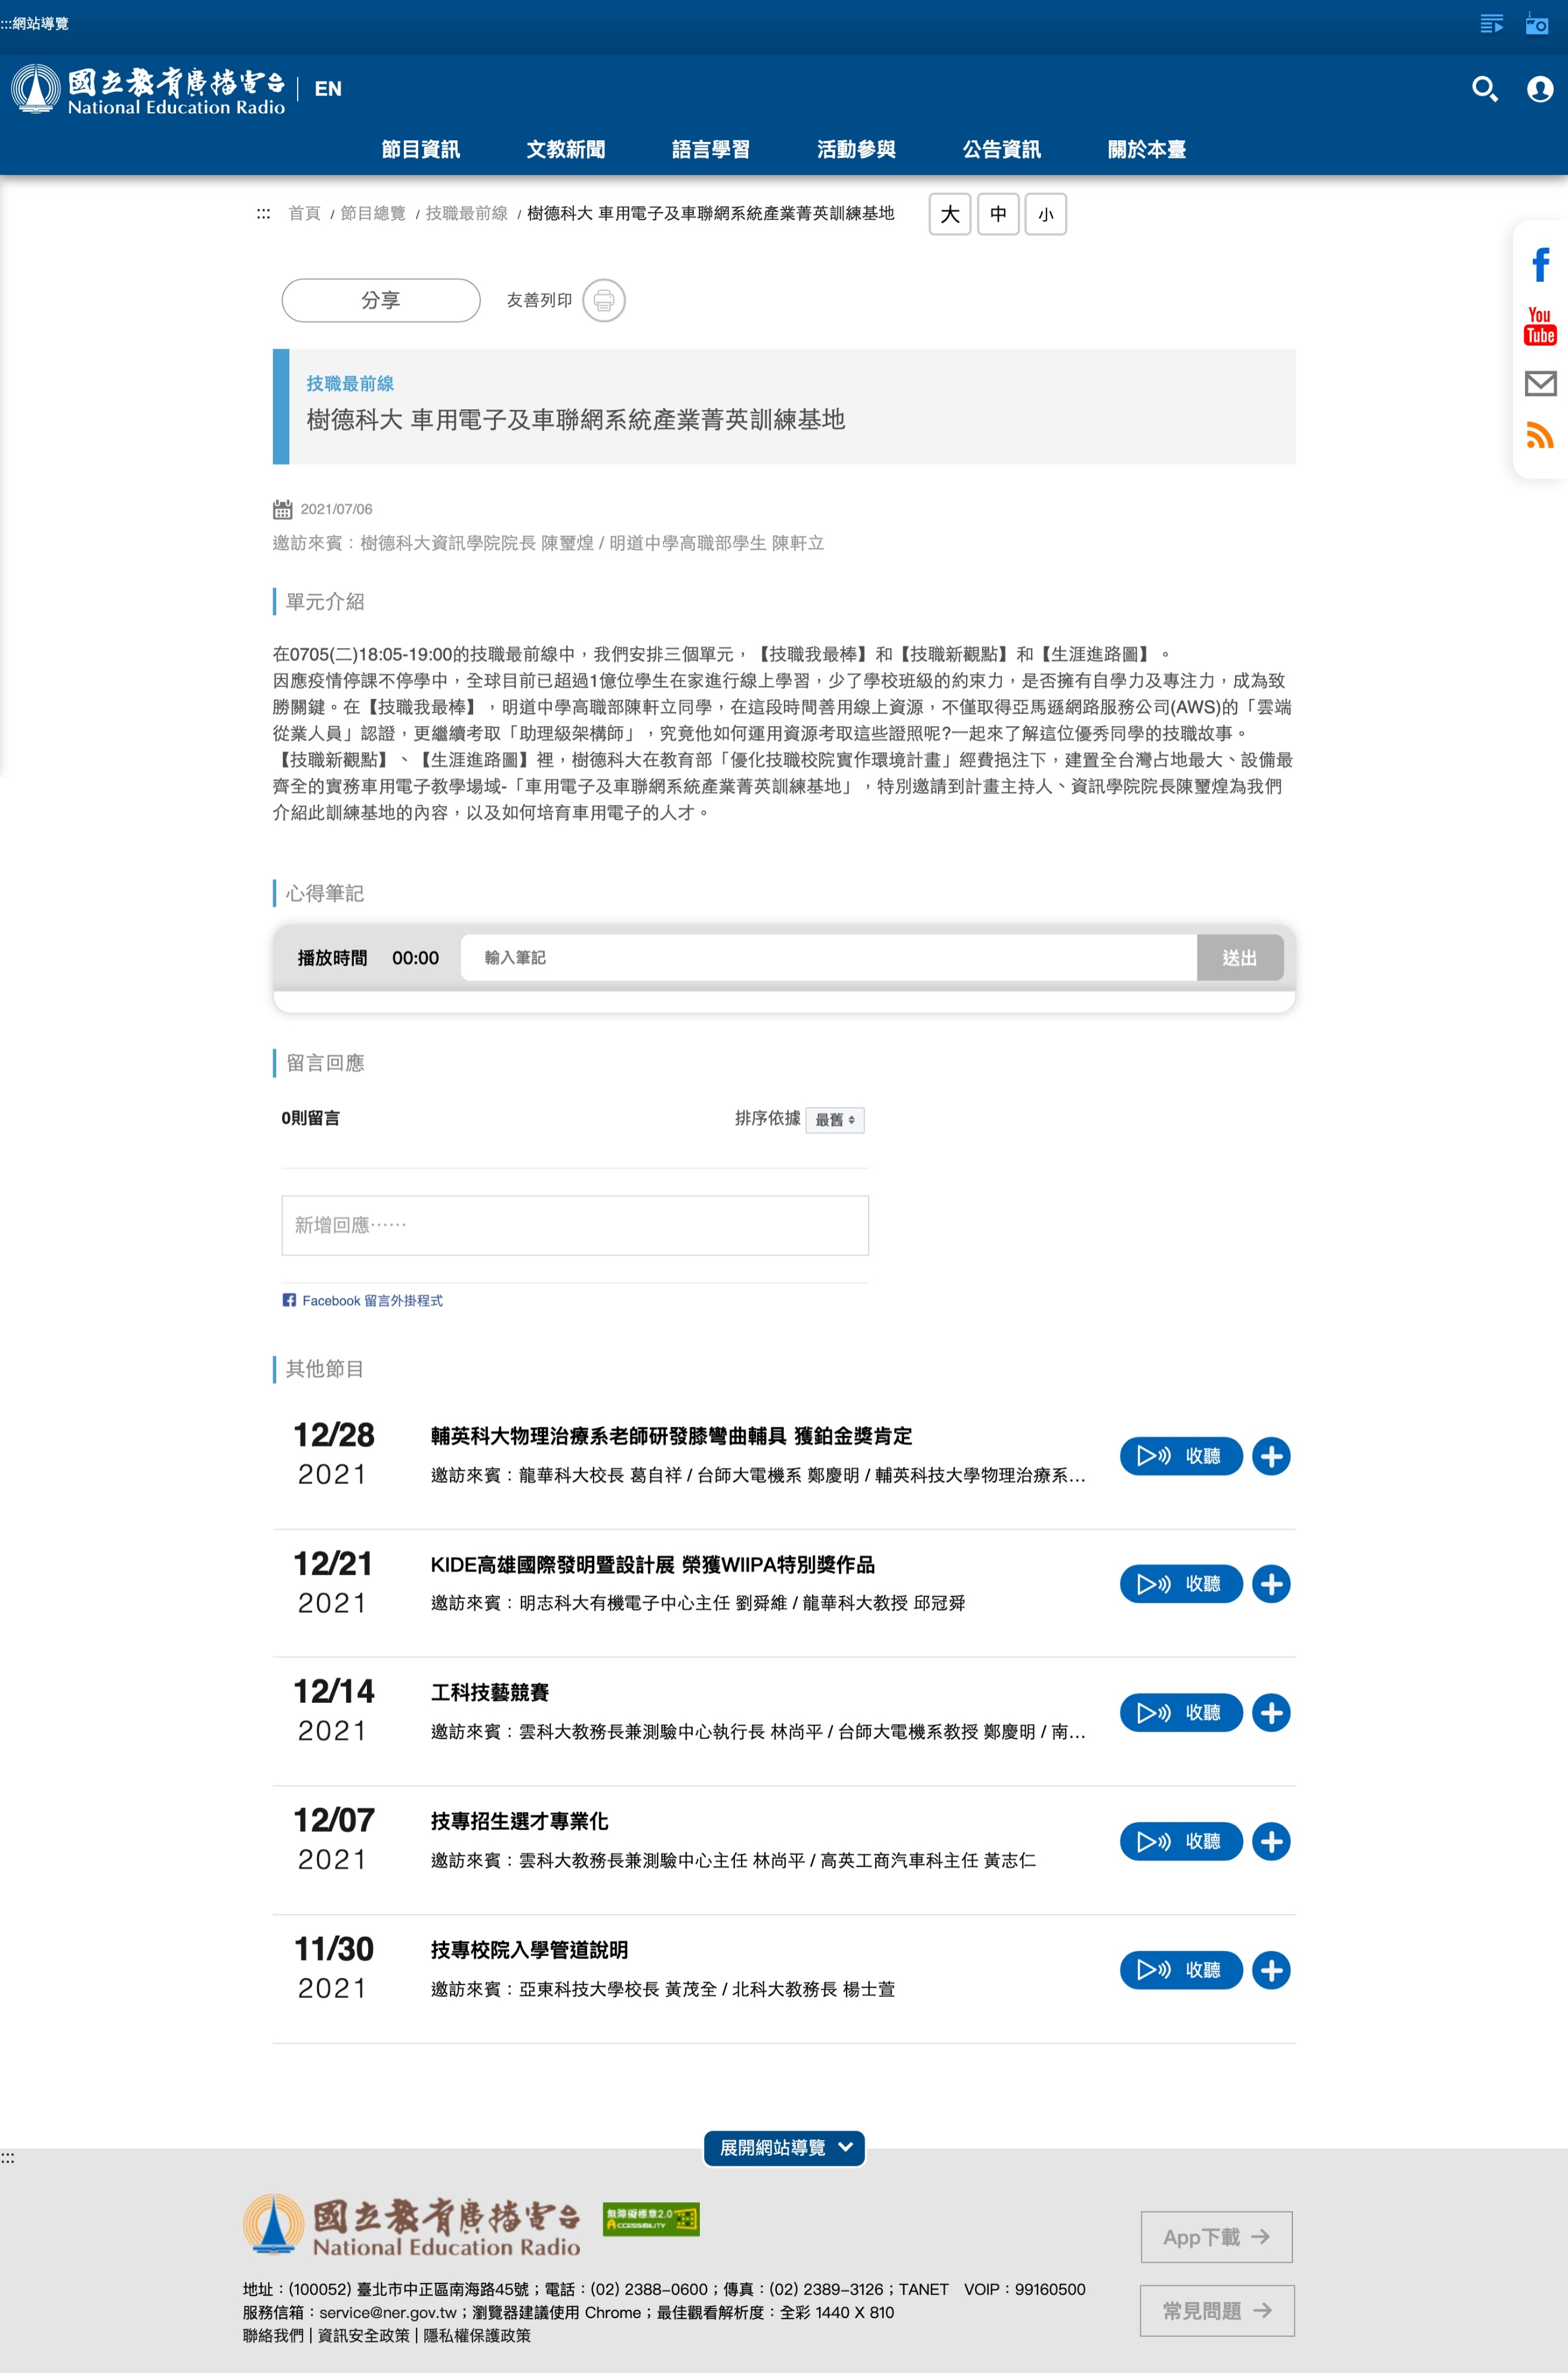 :::網站導覽
國立教育廣播電台
National Education Radio
EN
節目資訊
文教新聞
語言學習
活動參與
公告資訊
關於本臺
::: 首頁 / 節目總覽 / 技職最前線 / 樹德科大 車用電子及車聯網系統產業菁英訓練基地
大 中 小
You
Tube
分享
友善列印
技職最前線
樹德科大 車用電子及車聯網系統產業菁英訓練基地
2021/07/06
邀訪來賓：樹德科大資訊學院院長 陳璽煌 / 明道中學高職部學生 陳軒立
單元介紹
在0705(二)18:05-19:00的技職最前線中，我們安排三個單元，【技職我最棒】和【技職新觀點】和【生涯進路圖】。
因應疫情停課不停學中，全球目前已超過1億位學生在家進行線上學習，少了學校班級的約束力，是否擁有自學力及專注力，成為致
勝關鍵。在【技職我最棒】，明道中學高職部陳軒立同學，在這段時間善用線上資源，不僅取得亞馬遜網路服務公司(AWS)的「雲端
從業人員」認證，更繼續考取「助理級架構師」，究竟他如何運用資源考取這些證照呢?一起來了解這位優秀同學的技職故事。
【技職新觀點】、【生涯進路圖】裡，樹德科大在教育部「優化技職校院實作環境計畫」經費挹注下，建置全台灣占地最大、設備最
齊全的實務車用電子教學場域-「車用電子及車聯網系統產業菁英訓練基地」，特別邀請到計畫主持人、資訊學院院長陳璽煌為我們
介紹此訓練基地的內容，以及如何培育車用電子的人才。
心得筆記
播放時間 00:00 輸入筆記 送出
留言回應
0則留言 排序依據 最舊
新增回應……
Facebook 留言外掛程式
其他節目
12/28
2021
輔英科大物理治療系老師研發膝彎曲輔具 獲鉑金獎肯定
邀訪來賓：龍華科大校長 葛自祥 / 台師大電機系 鄭慶明 / 輔英科技大學物理治療系...
收聽
12/21
2021
KIDE高雄國際發明暨設計展 榮獲WIIPA特別獎作品
邀訪來賓：明志科大有機電子中心主任 劉舜維 / 龍華科大教授 邱冠舜
收聽
12/14
2021
工科技藝競賽
邀訪來賓：雲科大教務長兼測驗中心執行長 林尚平 / 台師大電機系教授 鄭慶明 / 南...
收聽
12/07
2021
技專招生選才專業化
邀訪來賓：雲科大教務長兼測驗中心主任 林尚平 / 高英工商汽車科主任 黃志仁
收聽
11/30
2021
技專校院入學管道說明
邀訪來賓：亞東科技大學校長 黃茂全 / 北科大教務長 楊士萱
收聽
展開網站導覽
:::
國立教育廣播電台
National Education Radio
無障礙標章2.0
ACCESSIBILITY
App下載
地址：(100052) 臺北市中正區南海路45號；電話：(02) 2388-0600；傳真：(02) 2389-3126；TANET VOIP：99160500
服務信箱：service@ner.gov.tw；瀏覽器建議使用 Chrome；最佳觀看解析度：全彩 1440 X 810
聯絡我們 | 資訊安全政策 | 隱私權保護政策
常見問題